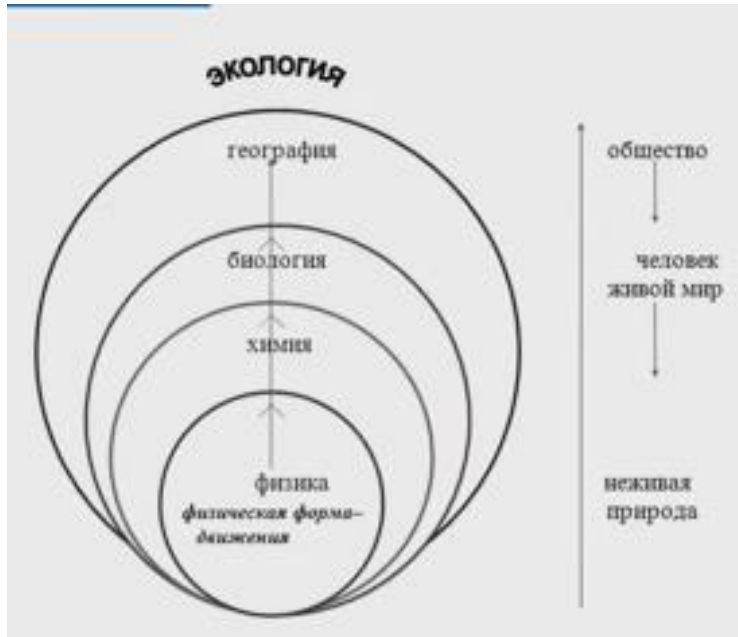 экология
география
биология
химия
физика
физическая форма-
движения
общество
человек
живой мир
неживая
природа